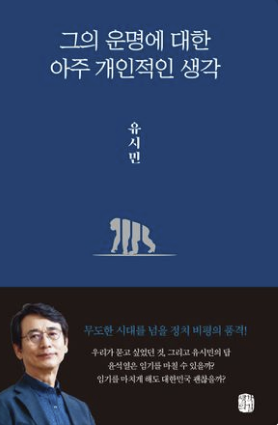 그의 운명에 대한
아주 개인적인 생각
유시민
무도한 시대를 넘을 정치 비평의 품격!
우리가 묻고 싶었던 것, 그리고 유시민의 답
윤석열은 임기를 마칠 수 있을까?
임기를 마치게 해도 대한민국 괜찮을까?